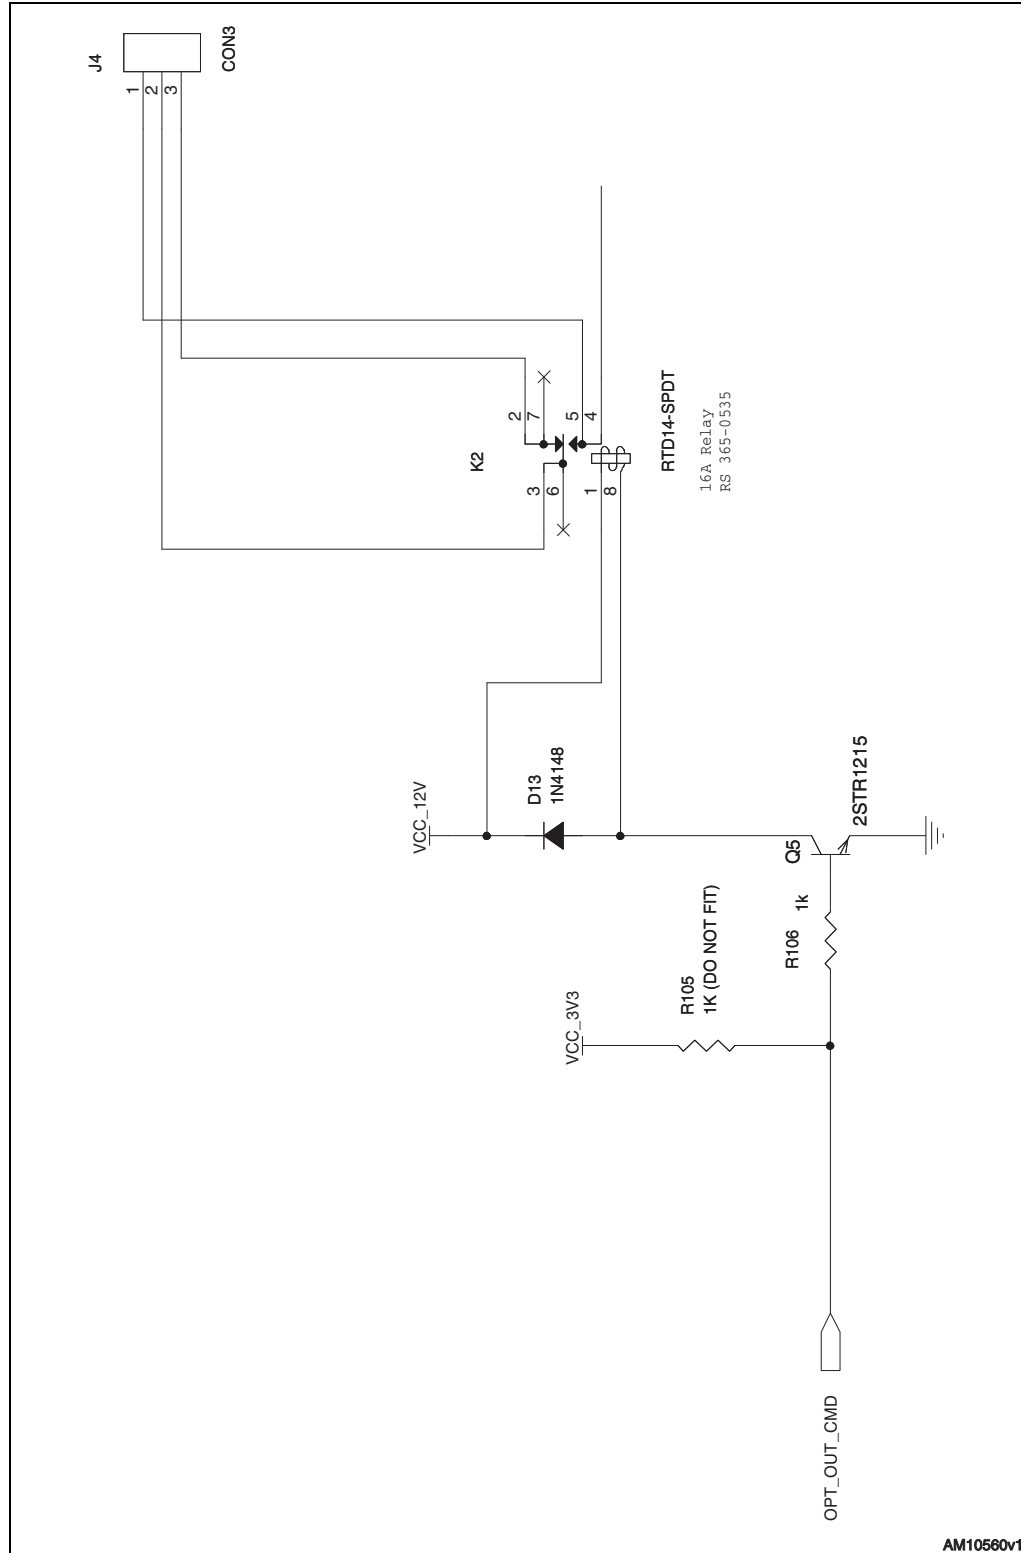 J4
CON3
1
2
3
K2
2
7
5
4
3
6
1
8
RTD14-SPDT
16A Relay
RS 365-0535
VCC_12V
D13
1N4148
Q5
2STR1215
R106
1k
R105
1K (DO NOT FIT)
VCC_3V3
OPT_OUT_CMD
AM10560v1